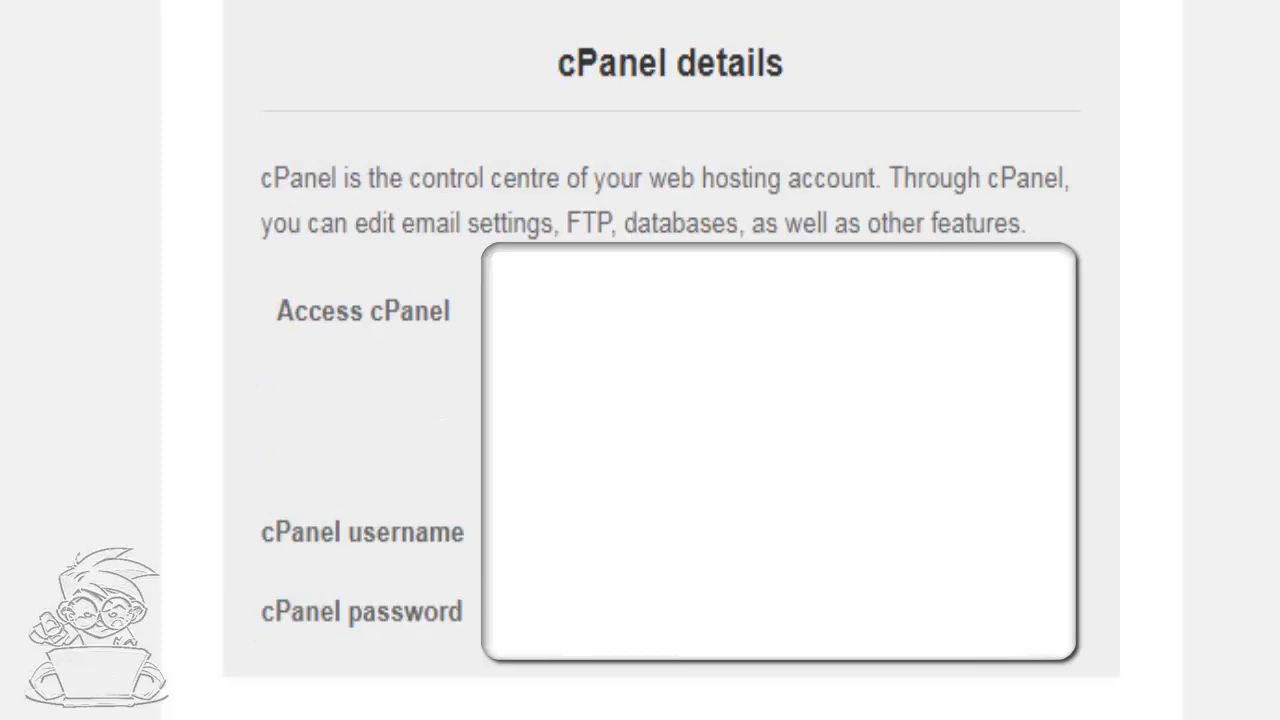 cPanel details
cPanel is the control centre of your web hosting account. Through cPanel,
you can edit email settings, FTP, databases, as well as other features.
Access cPanel
cPanel username
cPanel password